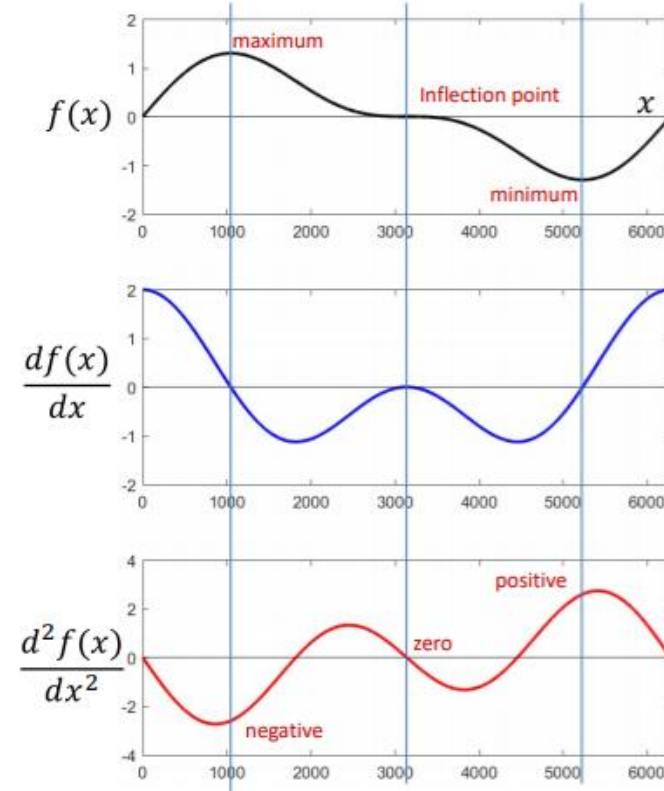 2
maximum
1
Inflection point
f(x)
0
x
-1
minimum
-2
0 1000 2000 3000 4000 5000 6000
2
1
df(x)
dx
0
-1
-2
0 1000 2000 3000 4000 5000 6000
4
positive
2
d²f(x)
dx²
0
zero
-2
negative
-4
0 1000 2000 3000 4000 5000 6000